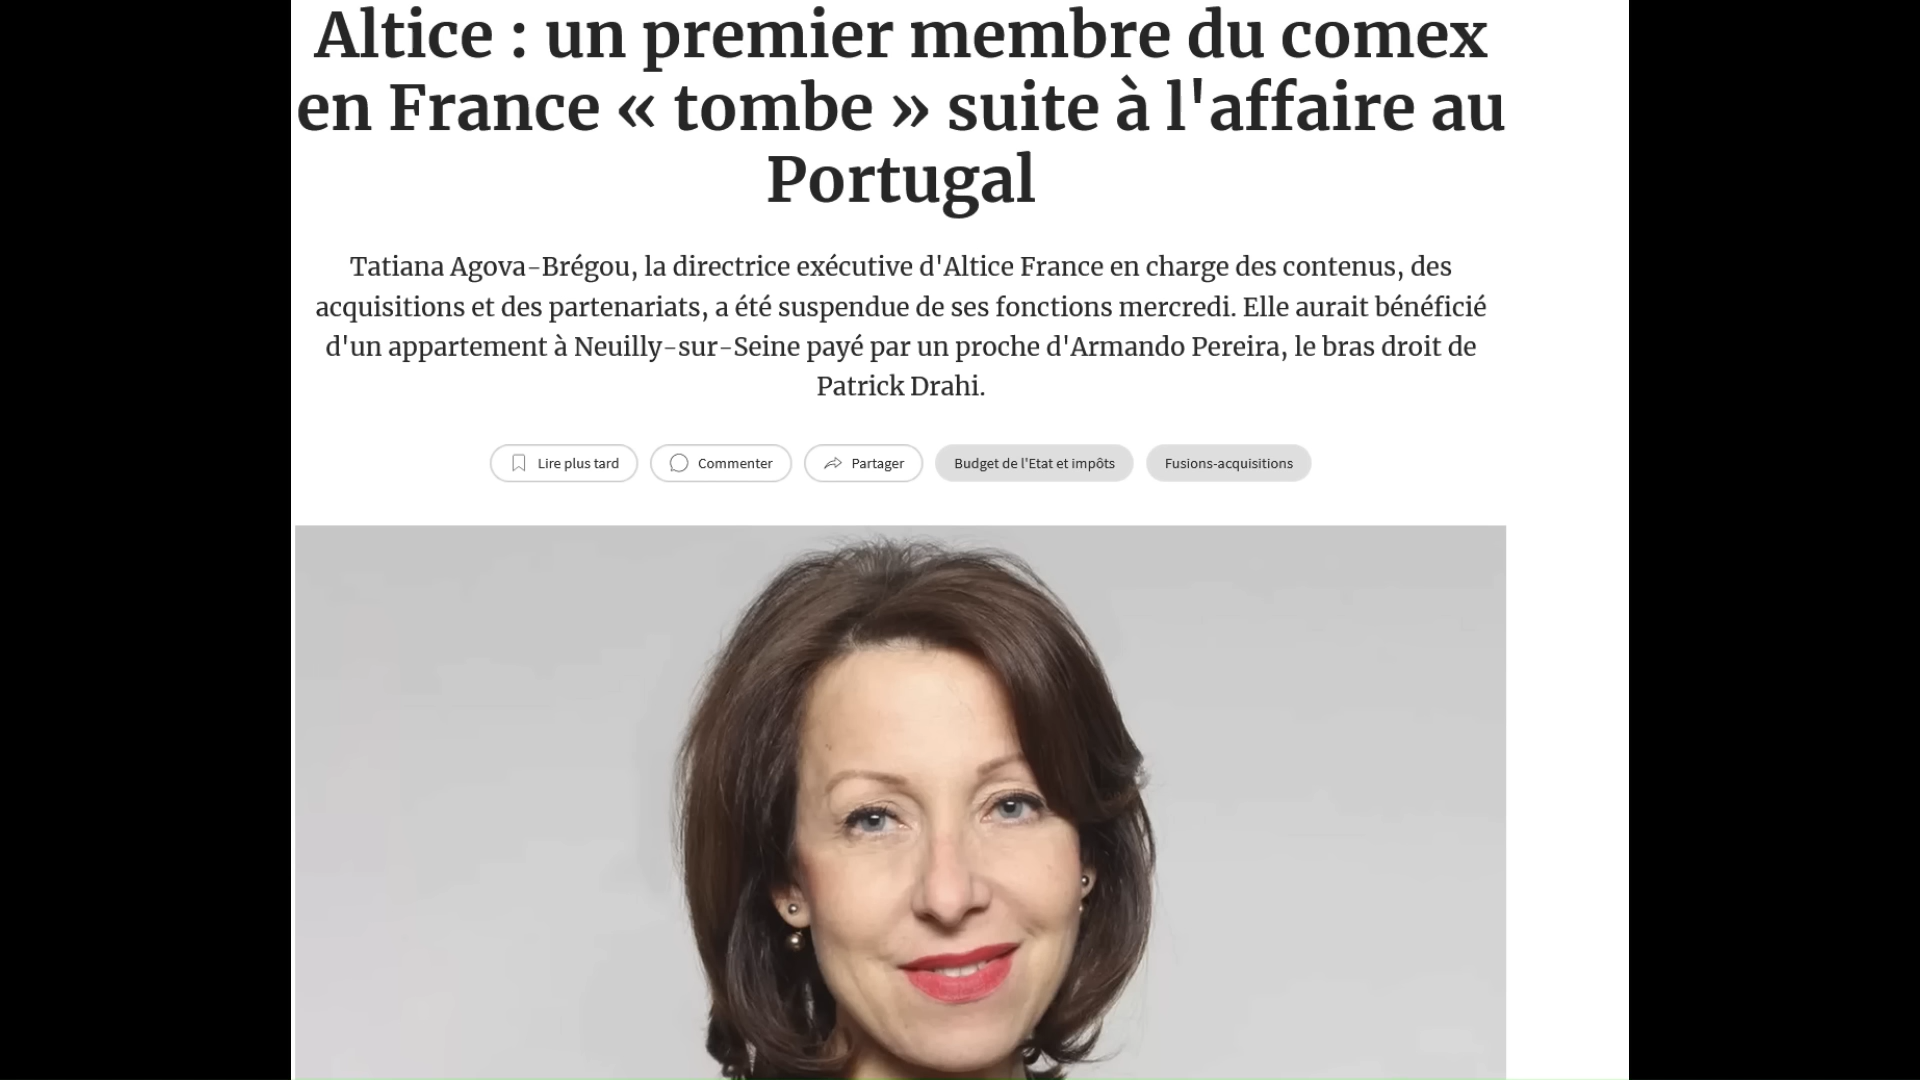 Altice : un premier membre du comex
en France « tombe » suite à l'affaire au
Portugal
Tatiana Agova-Brégou, la directrice exécutive d'Altice France en charge des contenus, des
acquisitions et des partenariats, a été suspendue de ses fonctions mercredi. Elle aurait bénéficié
d'un appartement à Neuilly-sur-Seine payé par un proche d'Armando Pereira, le bras droit de
Patrick Drahi.
Lire plus tard
Commenter
Partager
Budget de l'Etat et impôts
Fusions-acquisitions